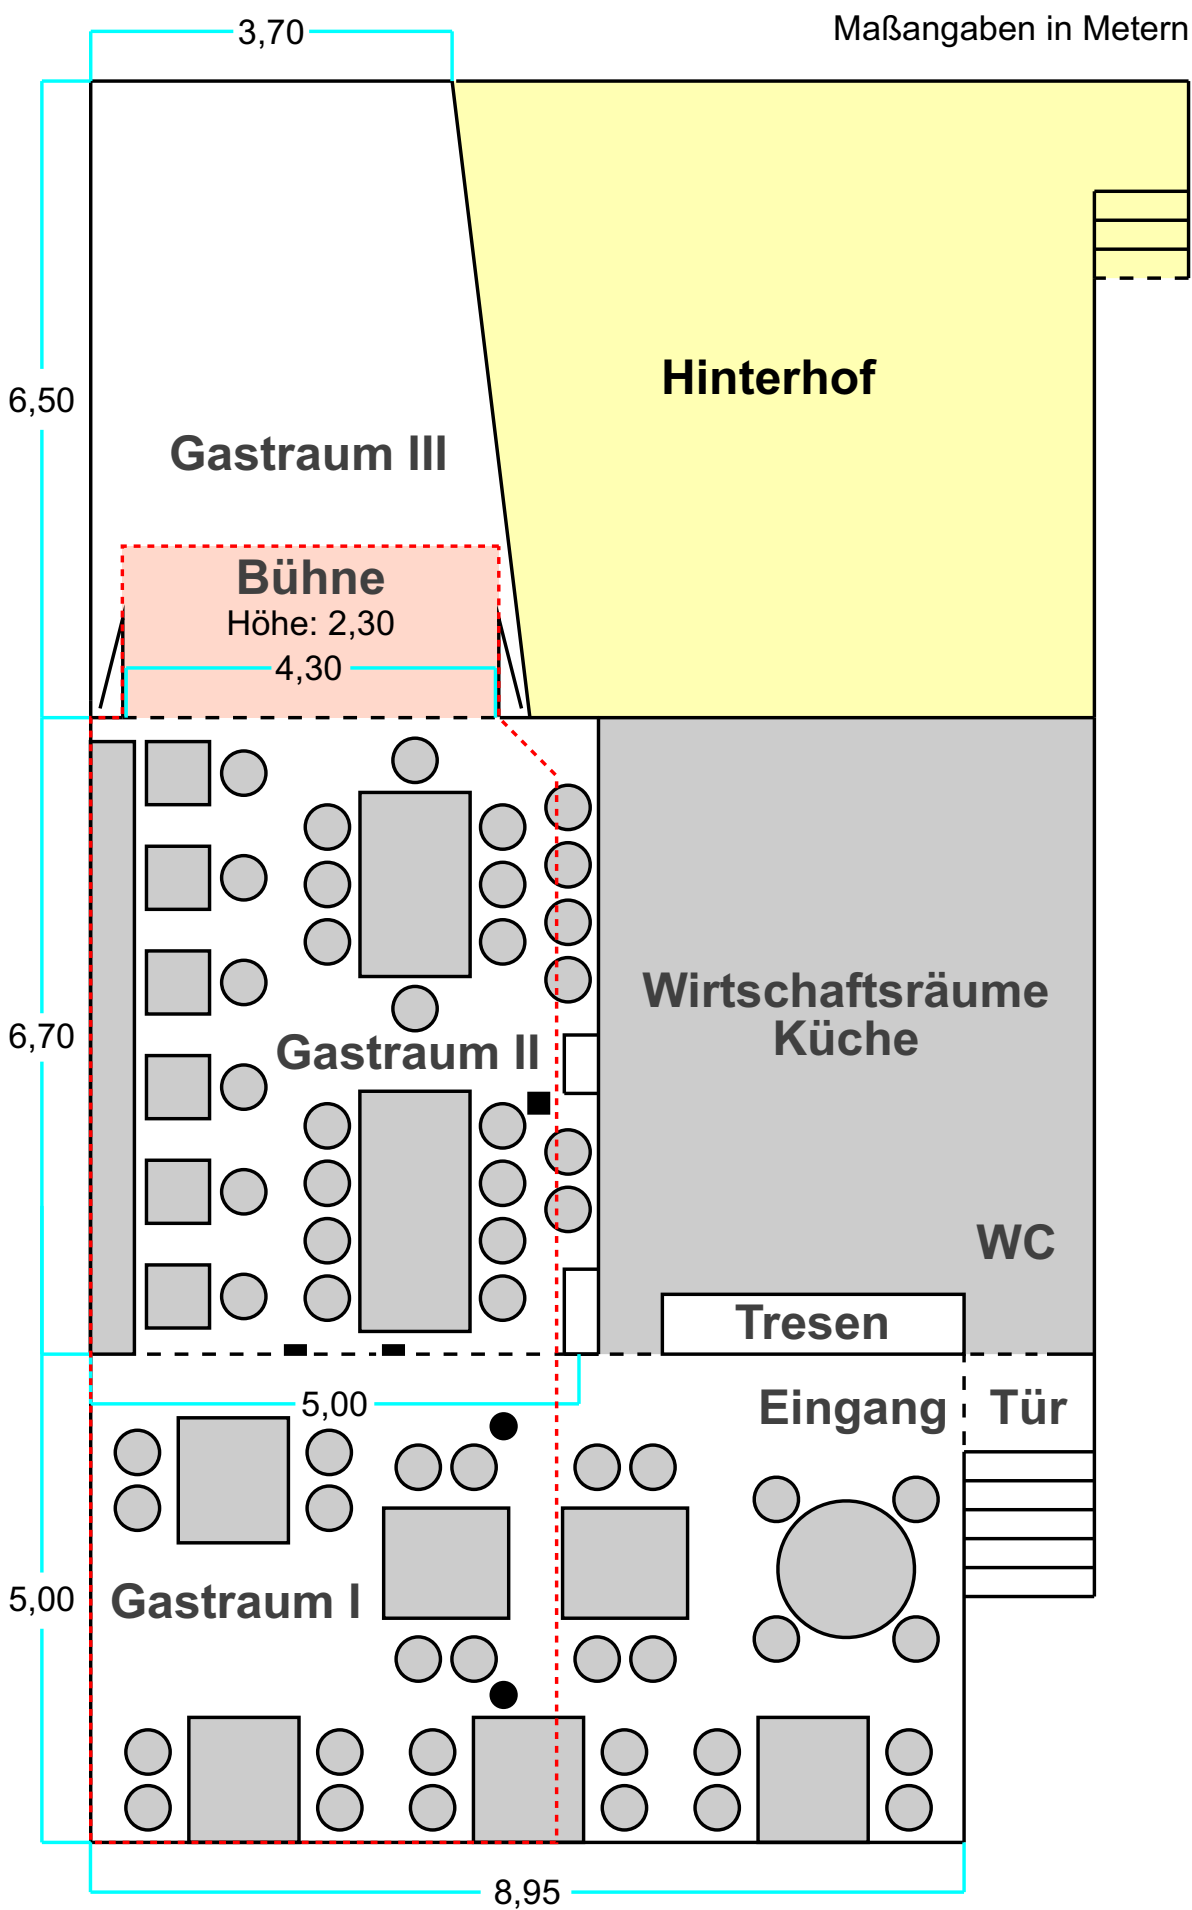 Maßangaben in Metern
3,70
Hinterhof
6,50
Gastraum III
Bühne
Höhe: 2,30
4,30
Wirtschaftsräume
Küche
6,70
Gastraum II
WC
Tresen
5,00
Eingang
Tür
5,00
Gastraum I
8,95